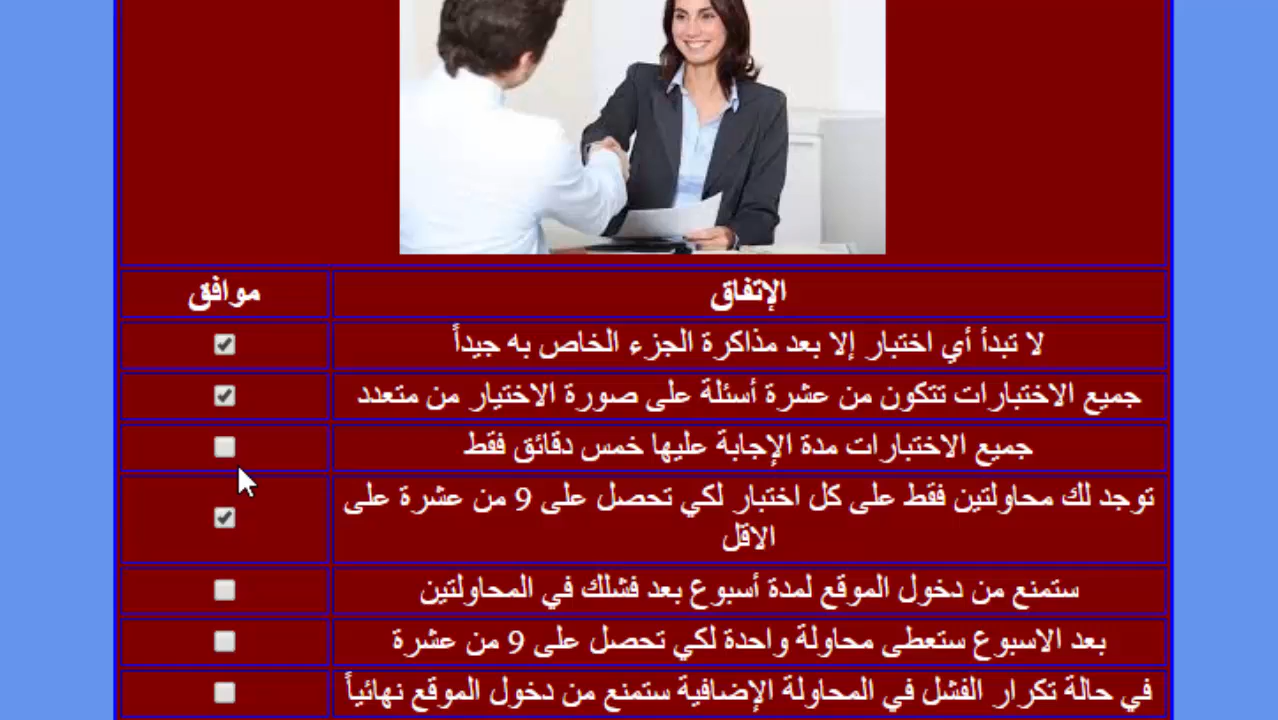 الإتفاق
موافق
لا تبدأ أي اختبار إلا بعد مذاكرة الجزء الخاص به جيداً
جميع الاختبارات تتكون من عشرة أسئلة على صورة الاختيار من متعدد
جميع الاختبارات مدة الإجابة عليها خمس دقائق فقط
توجد لك محاولتين فقط على كل اختبار لكي تحصل على 9 من عشرة على
الاقل
ستمنع من دخول الموقع لمدة أسبوع بعد فشلك في المحاولتين
بعد الاسبوع ستعطى محاولة واحدة لكي تحصل على 9 من عشرة
في حالة تكرار الفشل في المحاولة الإضافية ستمنع من دخول الموقع نهائياً